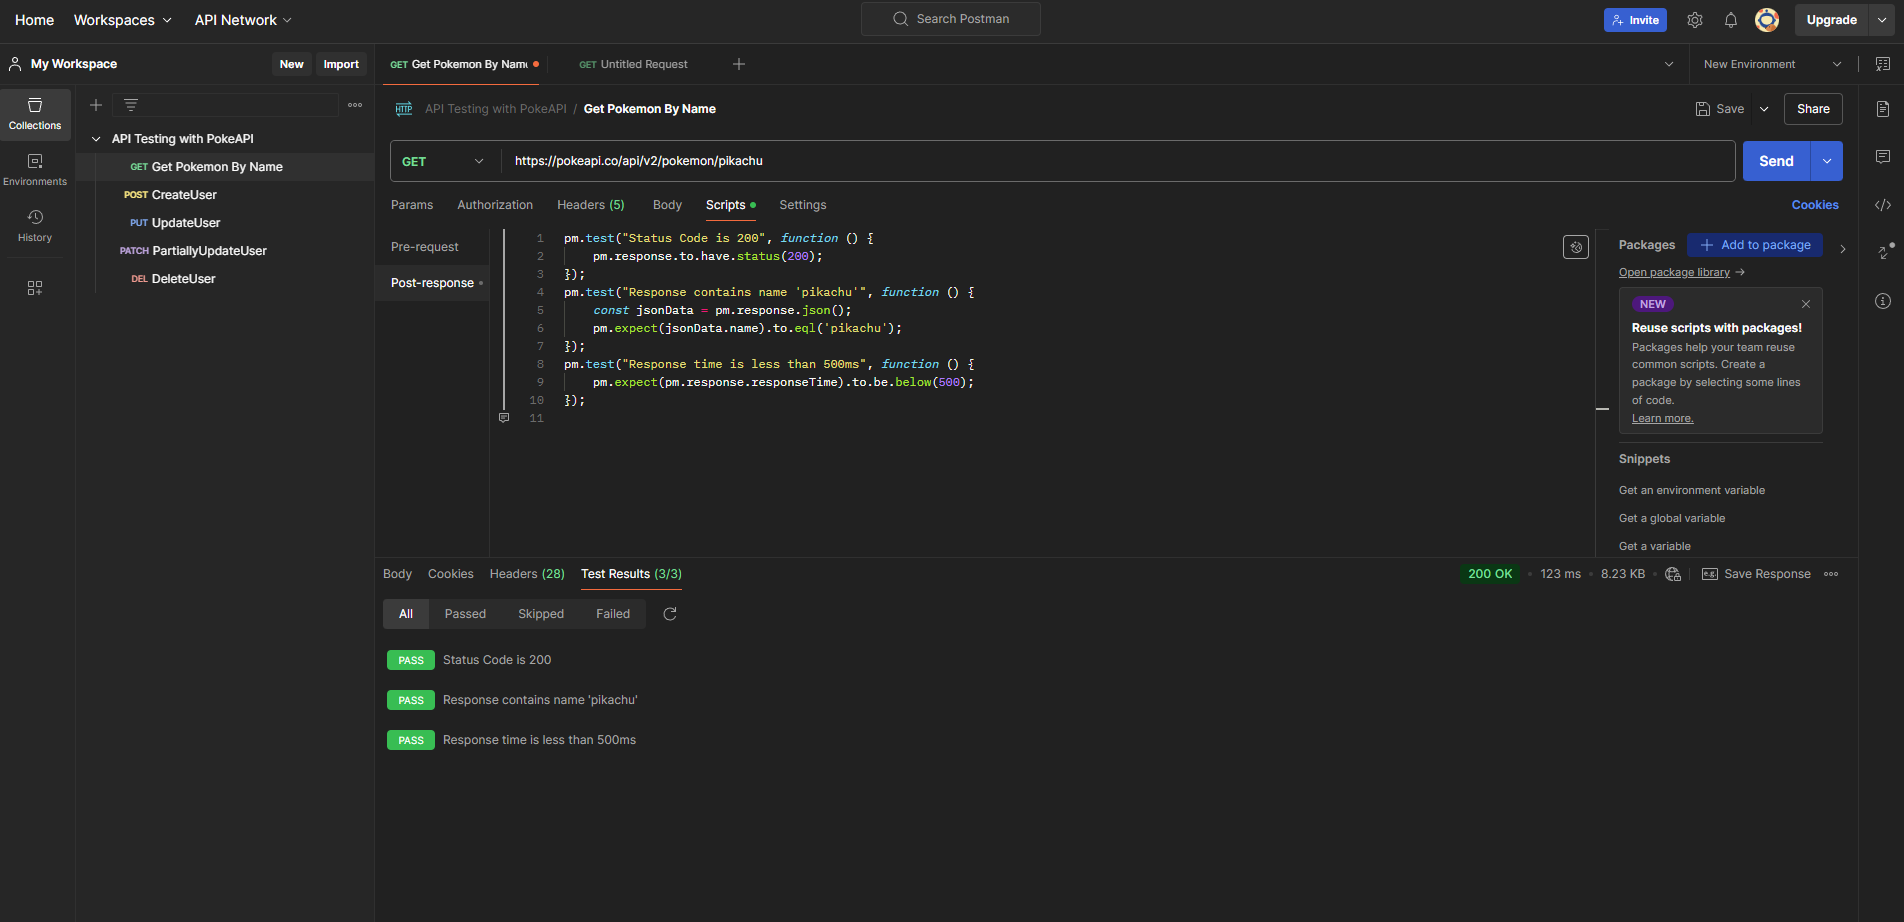 Home Workspaces API Network Search Postman Invite Upgrade
My Workspace New Import GET Get Pokemon By Name GET Untitled Request New Environment
Collections
Environments
History
API Testing with PokeAPI
GET Get Pokemon By Name
POST CreateUser
PUT UpdateUser
PATCH PartiallyUpdateUser
DEL DeleteUser
HTTP API Testing with PokeAPI / Get Pokemon By Name Save Share
GET https://pokeapi.co/api/v2/pokemon/pikachu Send
Params Authorization Headers (5) Body Scripts Settings Cookies
Pre-request
Post-response
1 pm.test("Status Code is 200", function () {
2 pm.response.to.have.status(200);
3 });
4 pm.test("Response contains name 'pikachu'", function () {
5 const jsonData = pm.response.json();
6 pm.expect(jsonData.name).to.eql('pikachu');
7 });
8 pm.test("Response time is less than 500ms", function () {
9 pm.expect(pm.response.responseTime).to.be.below(500);
10 });
11
Packages + Add to package
Open package library →
NEW
Reuse scripts with packages!
Packages help your team reuse
common scripts. Create a
package by selecting some lines
of code.
Learn more.
Snippets
Get an environment variable
Get a global variable
Get a variable
Body Cookies Headers (28) Test Results (3/3) 200 OK • 123 ms • 8.23 KB • e.g. Save Response
All Passed Skipped Failed
PASS Status Code is 200
PASS Response contains name 'pikachu'
PASS Response time is less than 500ms